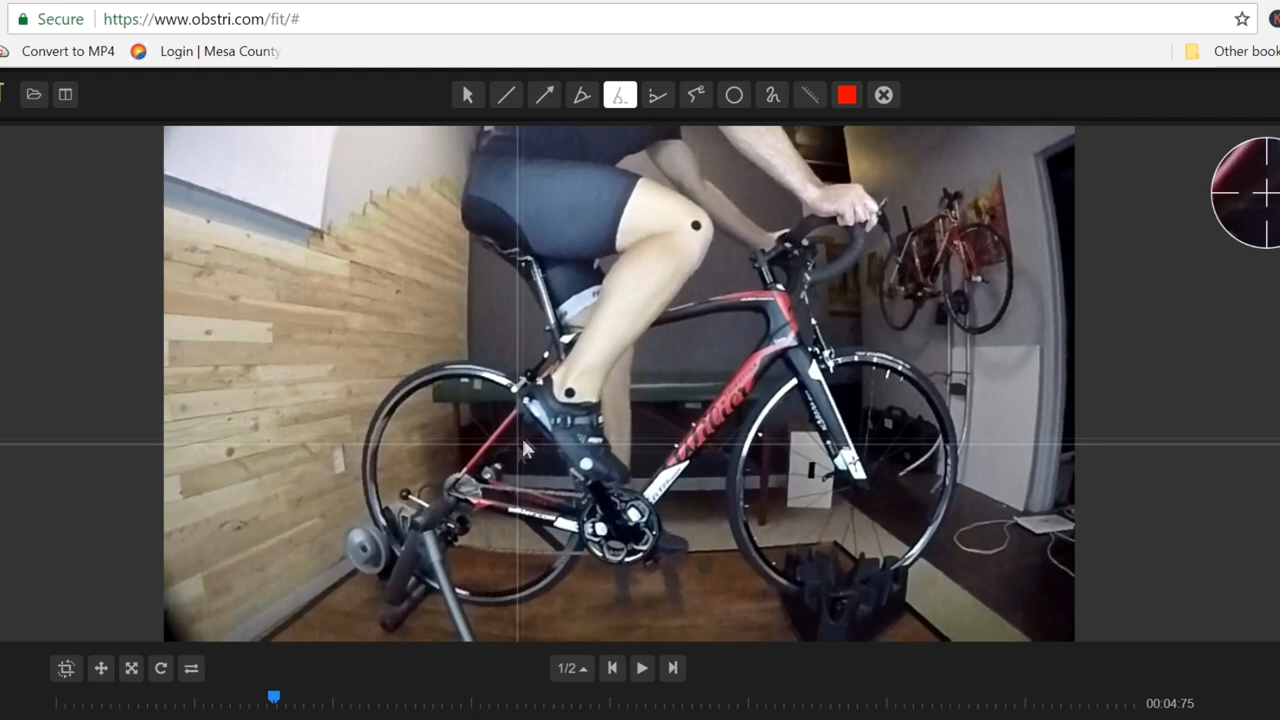 Secure https://www.obstri.com/fit/#
Convert to MP4 Login | Mesa County
Other book
1/2
00:04:75
Wilier